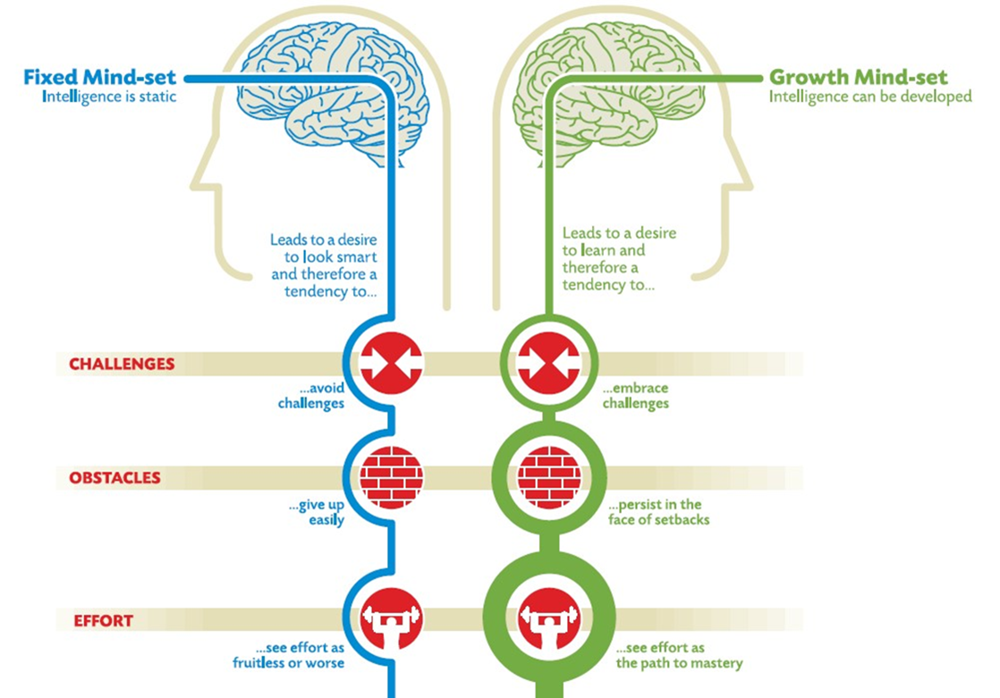 Fixed Mind-set
Intelligence is static
Growth Mind-set
Intelligence can be developed
Leads to a desire
to look smart
and therefore a
tendency to...
Leads to a desire
to learn and
therefore a
tendency to...
CHALLENGES
...avoid
challenges
...embrace
challenges
OBSTACLES
...give up
easily
...persist in the
face of setbacks
EFFORT
...see effort as
fruitless or worse
...see effort as
the path to mastery